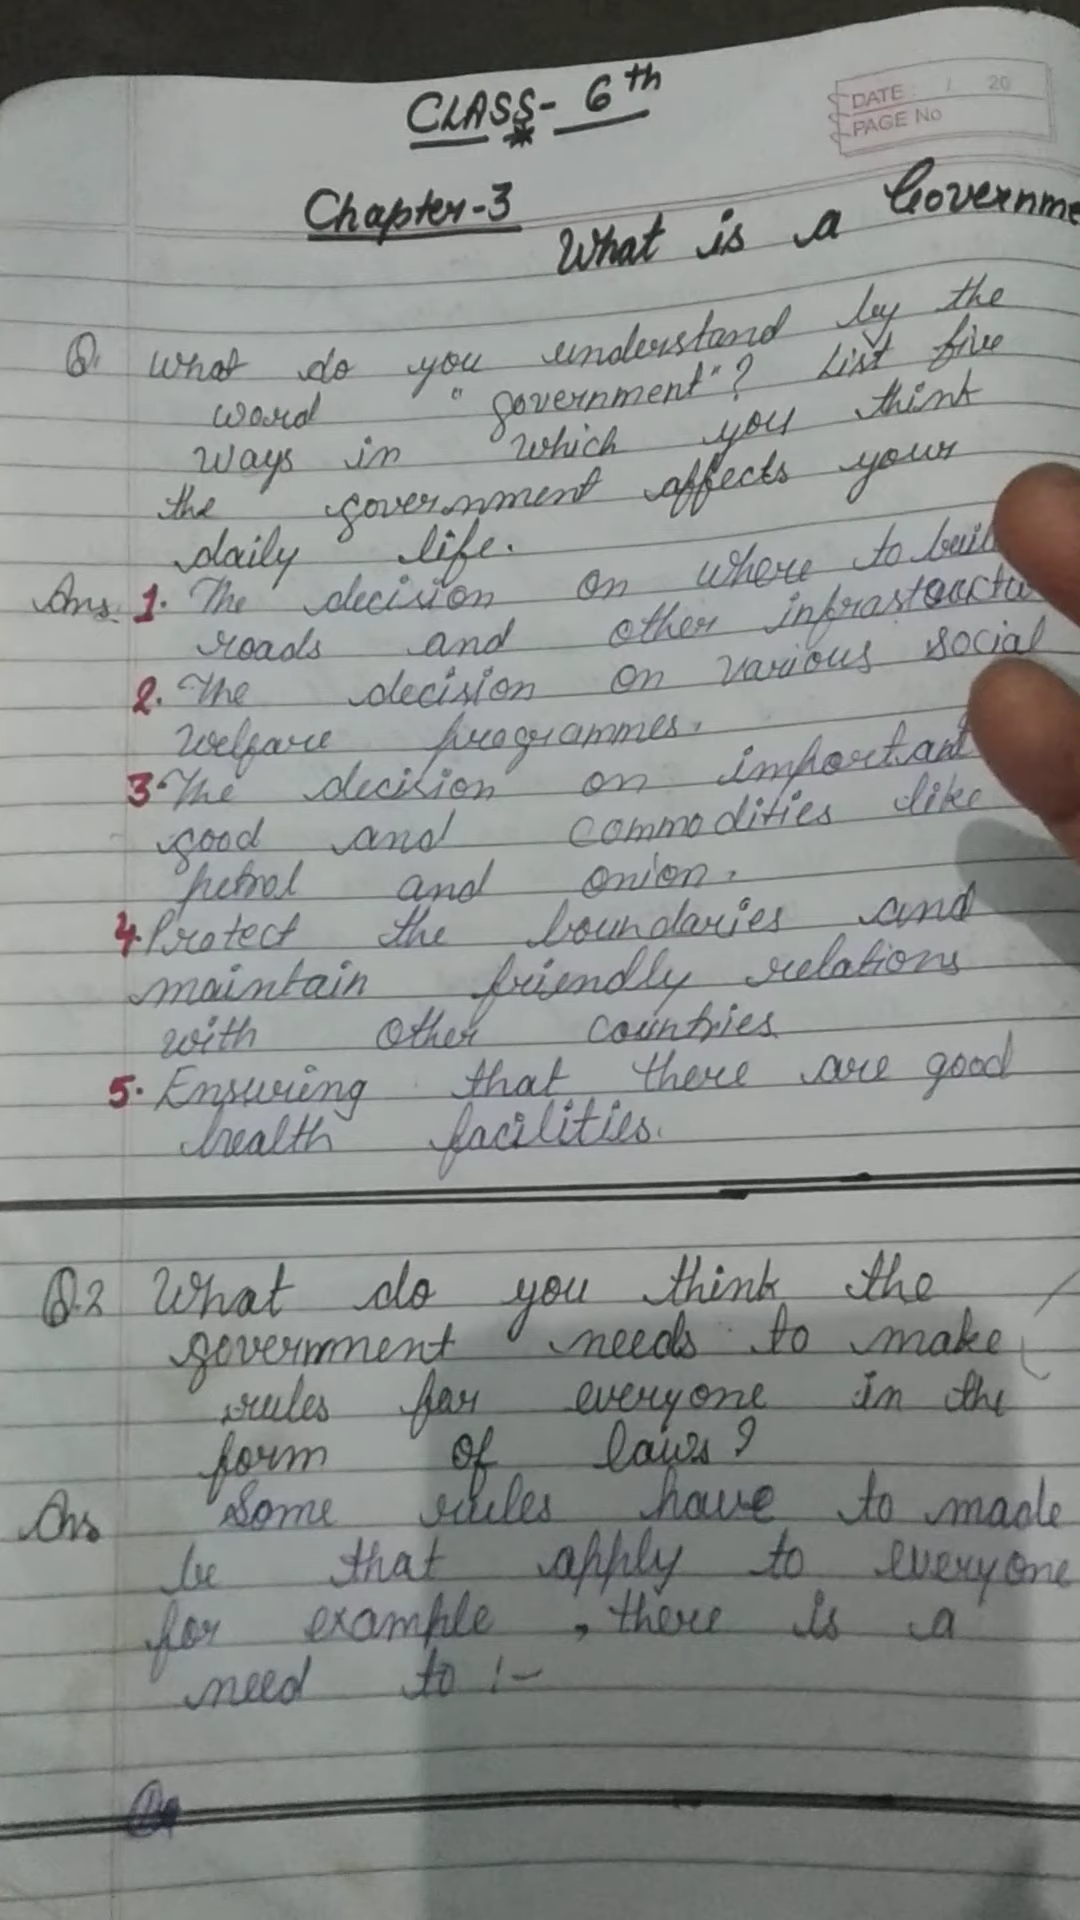 CLASS- 6th
DATE: / 20
PAGE No
Chapter-3
What is a Governme
Q. What do you understand by the
word "government"? List five
ways in which you think
the government affects your
daily life.
Ans. 1. The decision on where to buil
roads and other infrastructu
2. The decision on various social
welfare programmes.
3. The decision on important
good and commodities like
petrol and onion.
4. Protect the boundaries and
maintain friendly relations
with other countries
5. Ensuring that there are good
health facilities.
Q.2 What do you think the
government needs to make
rules for everyone in the
form of laws?
Ans Some rules have to made
be that apply to everyone
for example, there is a
need to :-